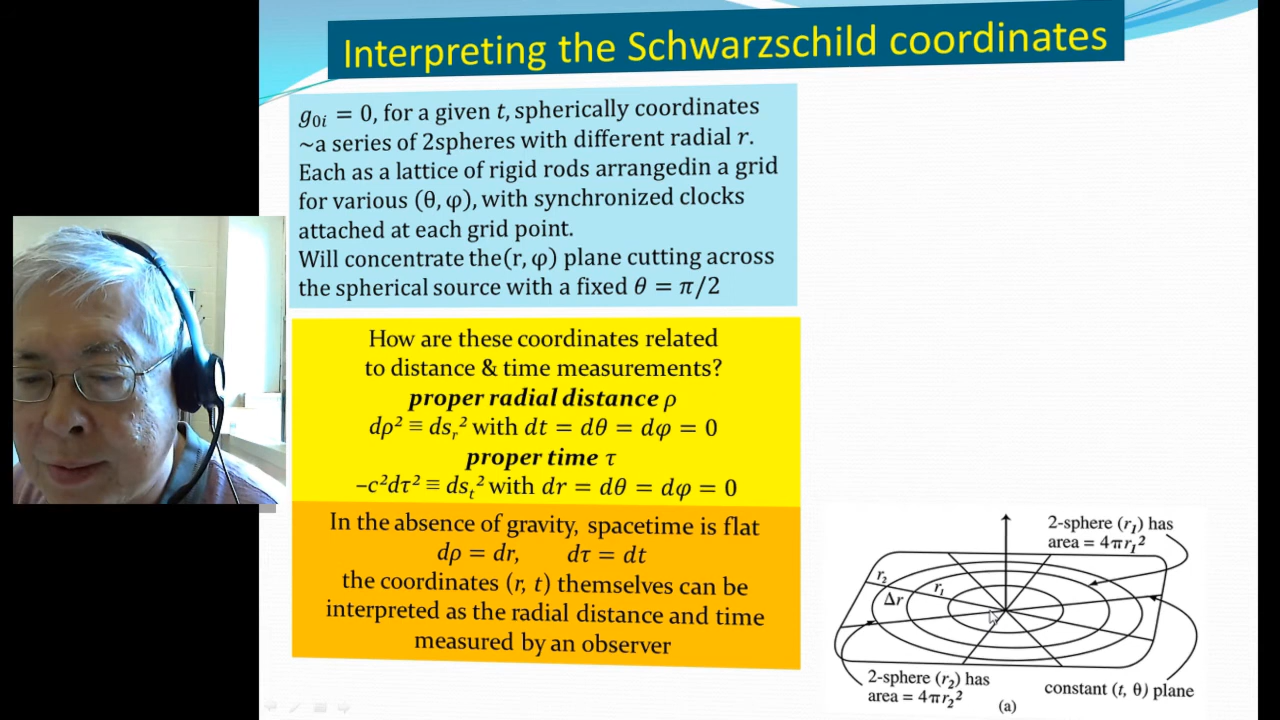 Interpreting the Schwarzschild coordinates
g₀ᵢ = 0, for a given t, spherically coordinates
~a series of 2spheres with different radial r.
Each as a lattice of rigid rods arrangedin a grid
for various (θ, φ), with synchronized clocks
attached at each grid point.
Will concentrate the(r, φ) plane cutting across
the spherical source with a fixed θ = π/2
How are these coordinates related
to distance & time measurements?
proper radial distance ρ
dρ² ≡ dsᵣ² with dt = dθ = dφ = 0
proper time τ
–c²dτ² ≡ dsₜ² with dr = dθ = dφ = 0
In the absence of gravity, spacetime is flat
dρ = dr, dτ = dt
the coordinates (r, t) themselves can be
interpreted as the radial distance and time
measured by an observer
2-sphere (r₁) has
area = 4πr₁²
r₂
r₁
Δr
2-sphere (r₂) has
area = 4πr₂²
constant (t, θ) plane
(a)